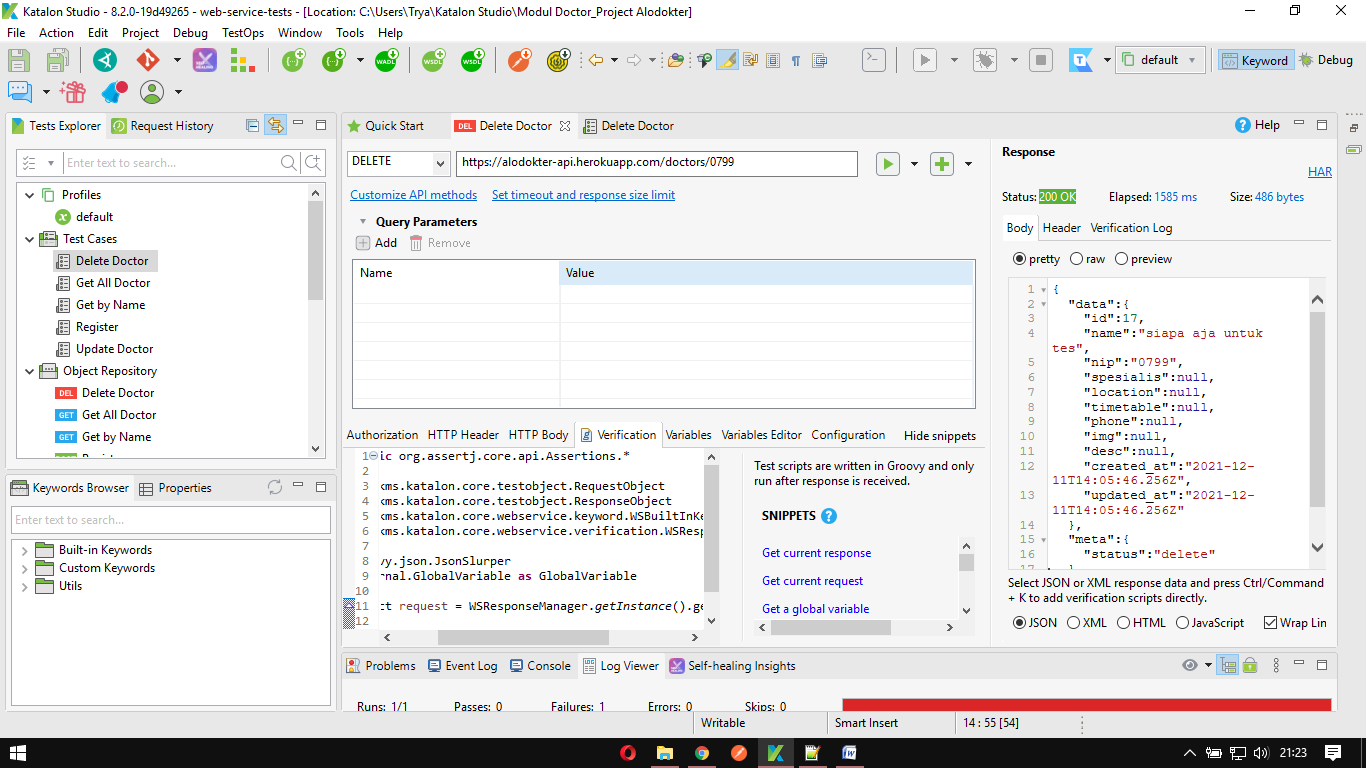 Katalon Studio - 8.2.0-19d49265 - web-service-tests - [Location: C:\Users\Trya\Katalon Studio\Modul Doctor_Project Alodokter]
File Action Edit Project Debug TestOps Window Tools Help
default
Keyword
Debug
Tests Explorer
Request History
Enter text to search...
Profiles
default
Test Cases
Delete Doctor
Get All Doctor
Get by Name
Register
Update Doctor
Object Repository
DEL Delete Doctor
GET Get All Doctor
GET Get by Name
Keywords Browser
Properties
Enter text to search...
Built-in Keywords
Custom Keywords
Utils
Quick Start
DEL Delete Doctor
Delete Doctor
Help
DELETE
https://alodokter-api.herokuapp.com/doctors/0799
Customize API methods
Set timeout and response size limit
Query Parameters
Add
Remove
Name
Value
Authorization
HTTP Header
HTTP Body
Verification
Variables
Variables Editor
Configuration
Hide snippets
1 ic org.assertj.core.api.Assertions.*
2
3 kms.katalon.core.testobject.RequestObject
4 kms.katalon.core.testobject.ResponseObject
5 kms.katalon.core.webservice.keyword.WSBuiltInKe
6 kms.katalon.core.webservice.verification.WSResp
7
8 vy.json.JsonSlurper
9 rnal.GlobalVariable as GlobalVariable
10
11 ct request = WSResponseManager.getInstance().ge
12
Test scripts are written in Groovy and only
run after response is received.
SNIPPETS
Get current response
Get current request
Get a global variable
Response
HAR
Status: 200 OK
Elapsed: 1585 ms
Size: 486 bytes
Body
Header
Verification Log
pretty
raw
preview
1 {
2 "data":{
3 "id":17,
4 "name":"siapa aja untuk
tes",
5 "nip":"0799",
6 "spesialis":null,
7 "location":null,
8 "timetable":null,
9 "phone":null,
10 "img":null,
11 "desc":null,
12 "created_at":"2021-12-
11T14:05:46.256Z",
13 "updated_at":"2021-12-
11T14:05:46.256Z"
14 },
15 "meta":{
16 "status":"delete"
17 }
Select JSON or XML response data and press Ctrl/Command
+ K to add verification scripts directly.
JSON
XML
HTML
JavaScript
Wrap Lin
Problems
Event Log
Console
Log Viewer
Self-healing Insights
Runs: 1/1
Passes: 0
Failures: 1
Errors: 0
Skips: 0
Writable
Smart Insert
14 : 55 [54]
21:23